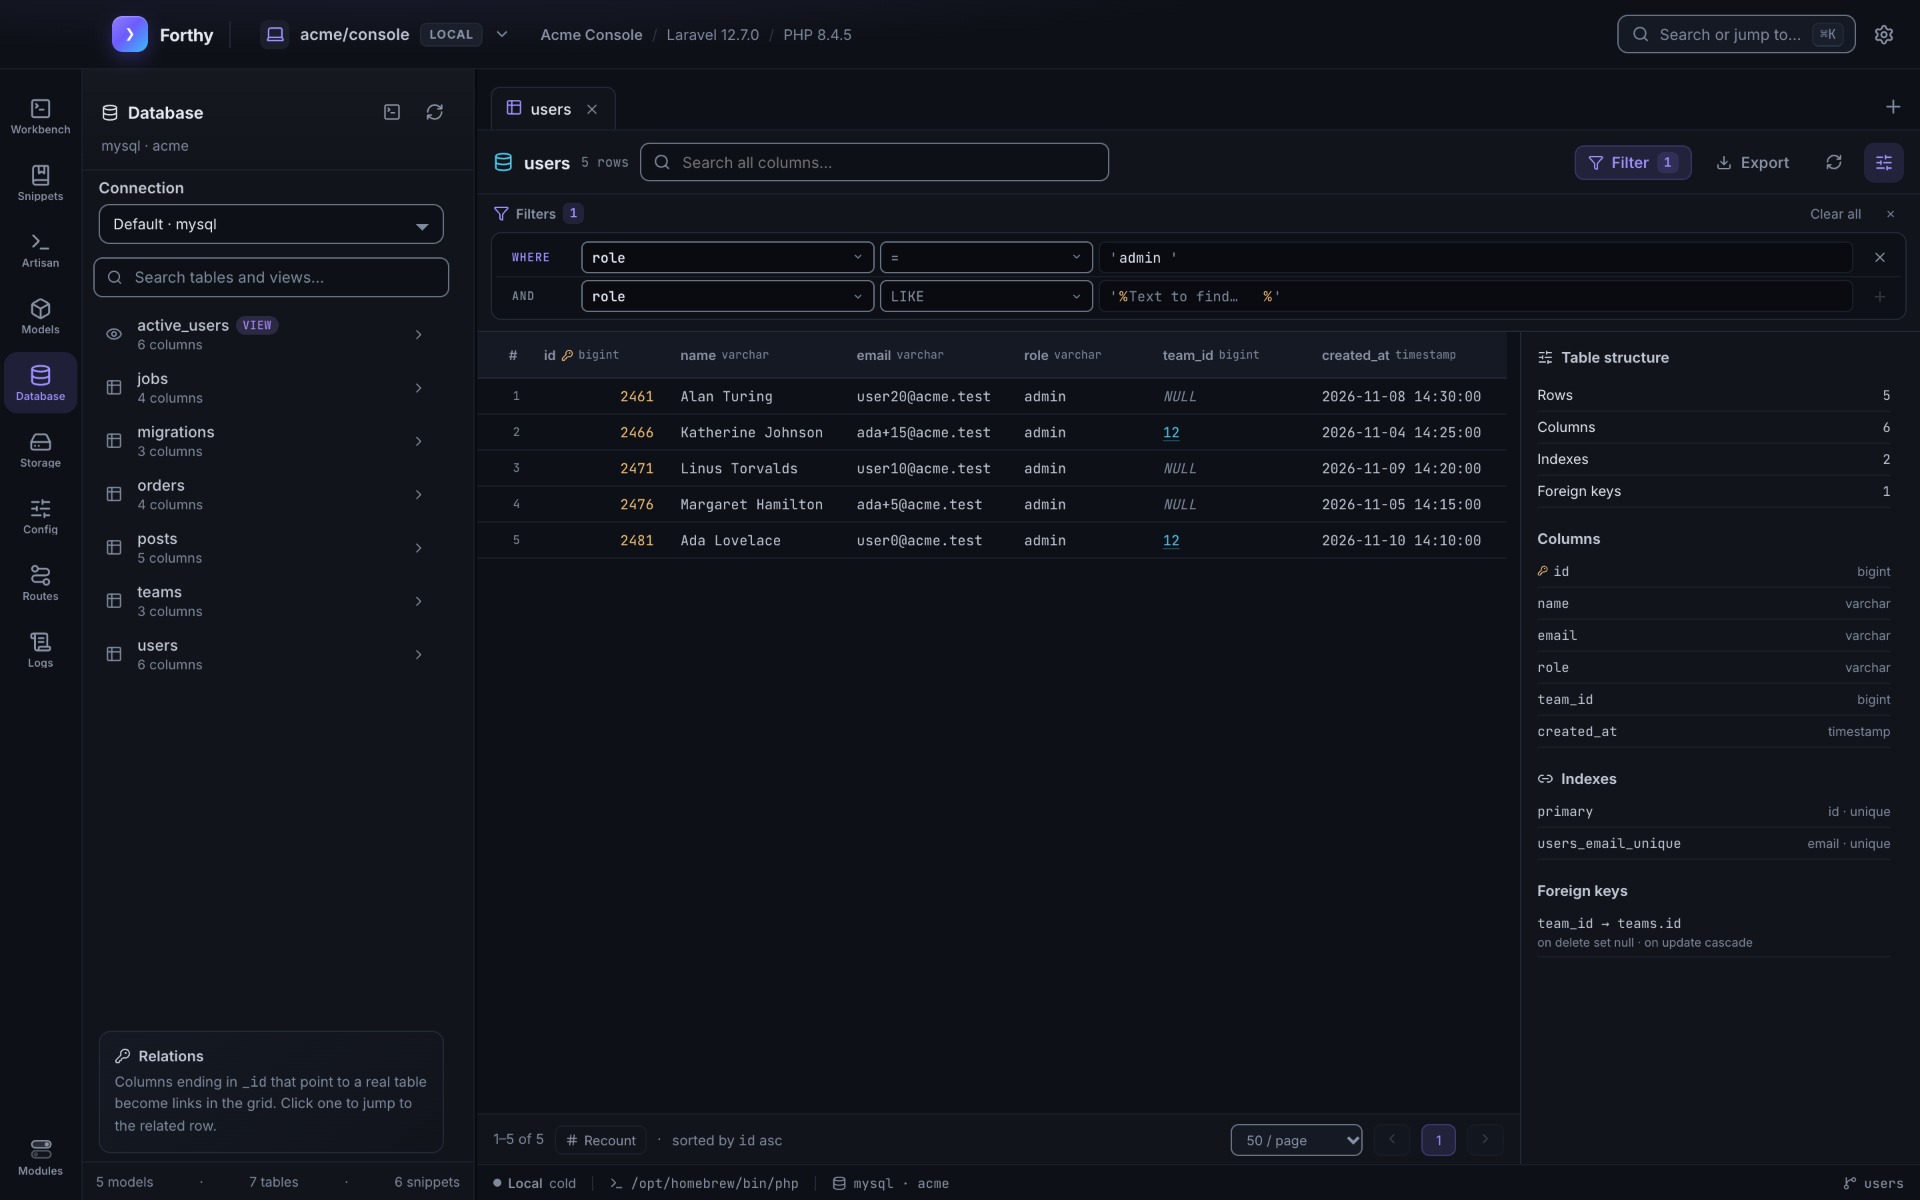 Forthy
acme/console LOCAL
Acme Console / Laravel 12.7.0 / PHP 8.4.5
Search or jump to... ⌘K
Workbench
Snippets
Artisan
Models
Database
Storage
Config
Routes
Logs
Modules
Database
mysql · acme
Connection
Default · mysql
Search tables and views...
active_users VIEW
6 columns
jobs
4 columns
migrations
3 columns
orders
4 columns
posts
5 columns
teams
3 columns
users
6 columns
Relations
Columns ending in _id that point to a real table
become links in the grid. Click one to jump to
the related row.
5 models · 7 tables · 6 snippets
users
users 5 rows Search all columns... Filter 1 Export
Filters 1 Clear all
WHERE role = 'admin '
AND role LIKE '%Text to find… %'
# id bigint name varchar email varchar role varchar team_id bigint created_at timestamp
1 2461 Alan Turing user20@acme.test admin NULL 2026-11-08 14:30:00
2 2466 Katherine Johnson ada+15@acme.test admin 12 2026-11-04 14:25:00
3 2471 Linus Torvalds user10@acme.test admin NULL 2026-11-09 14:20:00
4 2476 Margaret Hamilton ada+5@acme.test admin NULL 2026-11-05 14:15:00
5 2481 Ada Lovelace user0@acme.test admin 12 2026-11-10 14:10:00
1–5 of 5 # Recount · sorted by id asc 50 / page 1
Table structure
Rows 5
Columns 6
Indexes 2
Foreign keys 1
Columns
id bigint
name varchar
email varchar
role varchar
team_id bigint
created_at timestamp
Indexes
primary id · unique
users_email_unique email · unique
Foreign keys
team_id → teams.id
on delete set null · on update cascade
Local cold /opt/homebrew/bin/php mysql · acme users